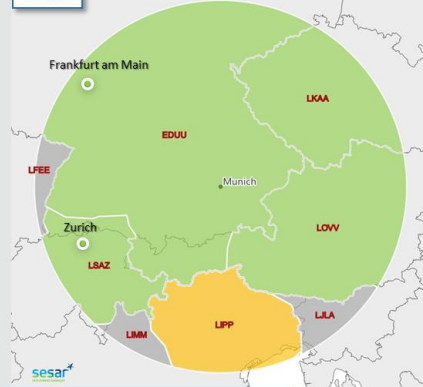 Frankfurt am Main
LKAA
EDUU
LFEE
Munich
Zurich
LOVV
LSAZ
LJLA
LIPP
LIMM
sesar